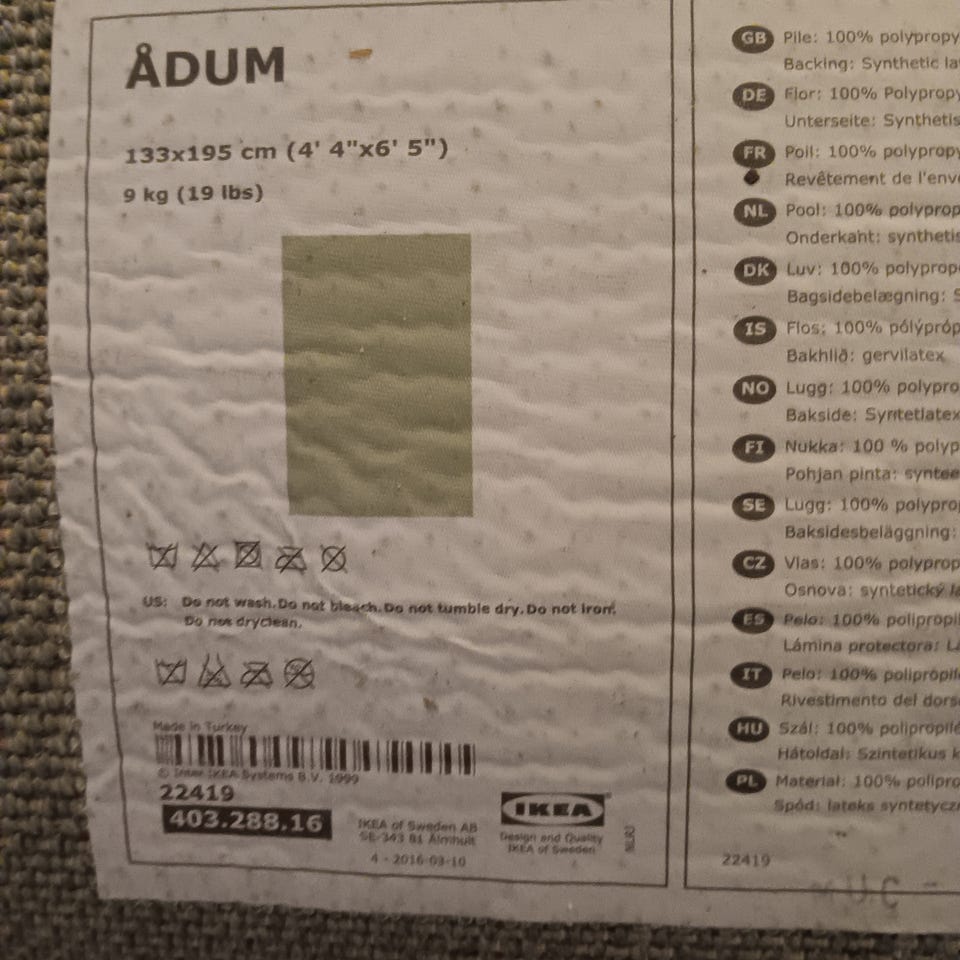 ÅDUM
133x195 cm (4' 4"x6' 5")
9 kg (19 lbs)
US: Do not wash. Do not bleach. Do not tumble dry. Do not iron.
Do not dryclean.
Made in Turkey
© Inter IKEA Systems B.V. 1999
22419
403.288.16
IKEA of Sweden AB
SE-343 81 Älmhult
4 - 2016-03-10
IKEA
Design and Quality
IKEA of Sweden
GB Pile: 100% polypropy
Backing: Synthetic la
DE Flor: 100% Polypropy
Unterseite: Synthetis
FR Poil: 100% polypropy
Revêtement de l'env
NL Pool: 100% polyprop
Onderkant: synthetis
DK Luv: 100% polyprop
Bagsidebelægning: S
IS Flos: 100% pólýpróp
Bakhlið: gervilatex
NO Lugg: 100% polypro
Bakside: Syntetlatex
FI Nukka: 100 % polyp
Pohjan pinta: syntee
SE Lugg: 100% polyprop
Baksidesbeläggning:
CZ Vlas: 100% polyprop
Osnova: syntetický la
ES Pelo: 100% polipropil
Lámina protectora: Lá
IT Pelo: 100% polipropile
Rivestimento del dors
HU Szál: 100% polipropilé
Hátoldal: Szintetikus k
PL Materiał: 100% polipro
Spód: lateks syntetyczn
22419